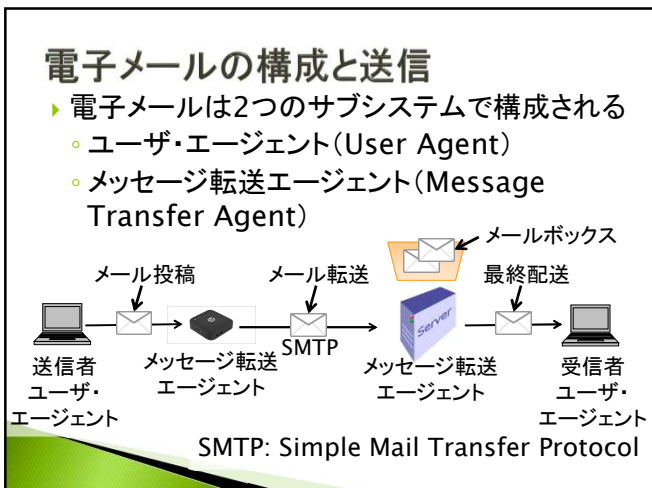 電子メールの構成と送信
電子メールは2つのサブシステムで構成される
ユーザ・エージェント(User Agent)
メッセージ転送エージェント(Message
Transfer Agent)
メールボックス
メール投稿
メール転送
最終配送
Server
SMTP
送信者
ユーザ・
エージェント
メッセージ転送
エージェント
メッセージ転送
エージェント
受信者
ユーザ・
エージェント
SMTP: Simple Mail Transfer Protocol